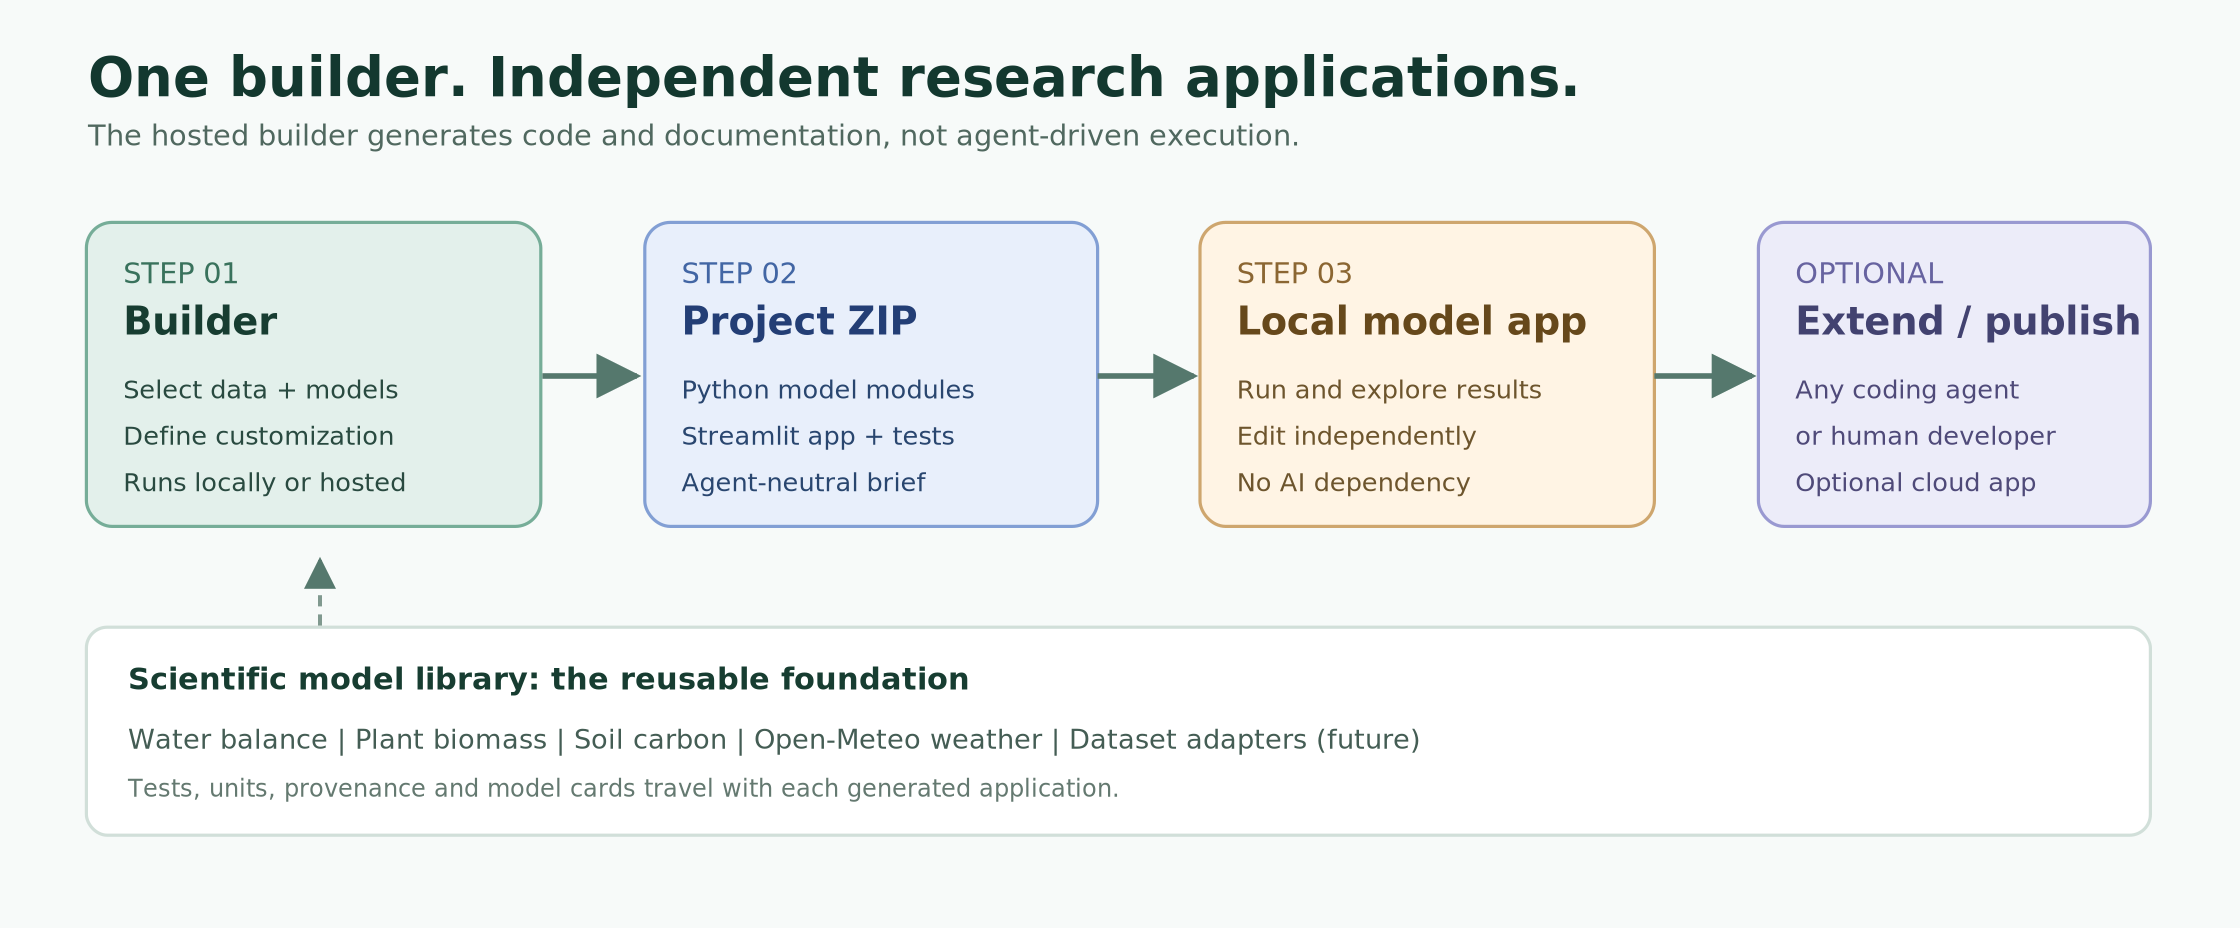 One builder. Independent research applications.
The hosted builder generates code and documentation, not agent-driven execution.
STEP 01
Builder
Select data + models
Define customization
Runs locally or hosted
STEP 02
Project ZIP
Python model modules
Streamlit app + tests
Agent-neutral brief
STEP 03
Local model app
Run and explore results
Edit independently
No AI dependency
OPTIONAL
Extend / publish
Any coding agent
or human developer
Optional cloud app
Scientific model library: the reusable foundation
Water balance | Plant biomass | Soil carbon | Open-Meteo weather | Dataset adapters (future)
Tests, units, provenance and model cards travel with each generated application.